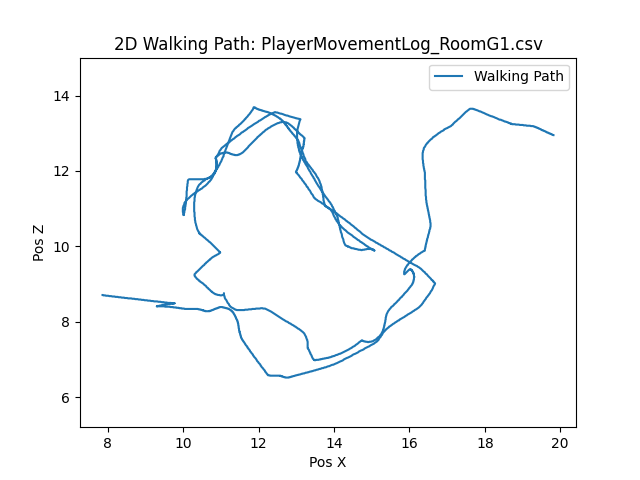 2D Walking Path: PlayerMovementLog_RoomG1.csv
Walking Path
14
12
10
8
6
Pos Z
8 10 12 14 16 18 20
Pos X